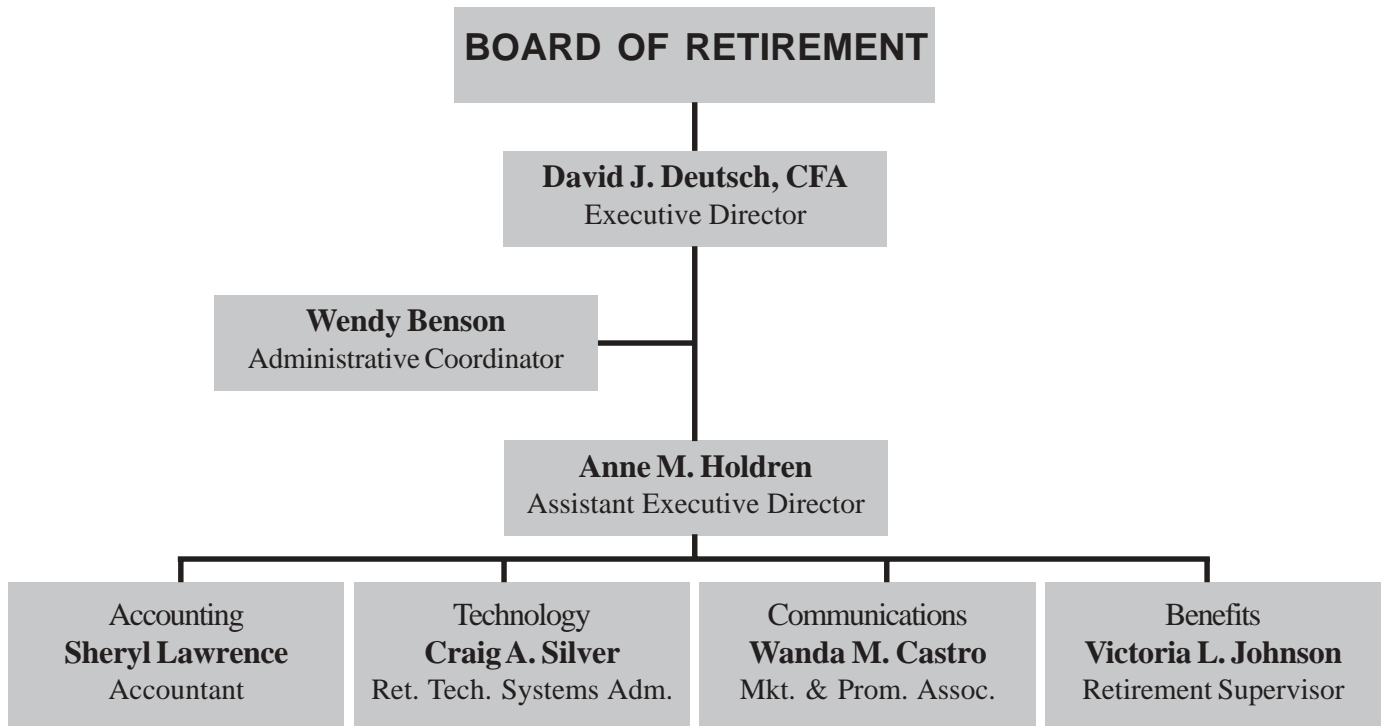 BOARD OF RETIREMENT
David J. Deutsch, CFA
Executive Director
Wendy Benson
Administrative Coordinator
Anne M. Holdren
Assistant Executive Director
Accounting
Sheryl Lawrence
Accountant
Technology
Craig A. Silver
Ret. Tech. Systems Adm.
Communications
Wanda M. Castro
Mkt. & Prom. Assoc.
Benefits
Victoria L. Johnson
Retirement Supervisor